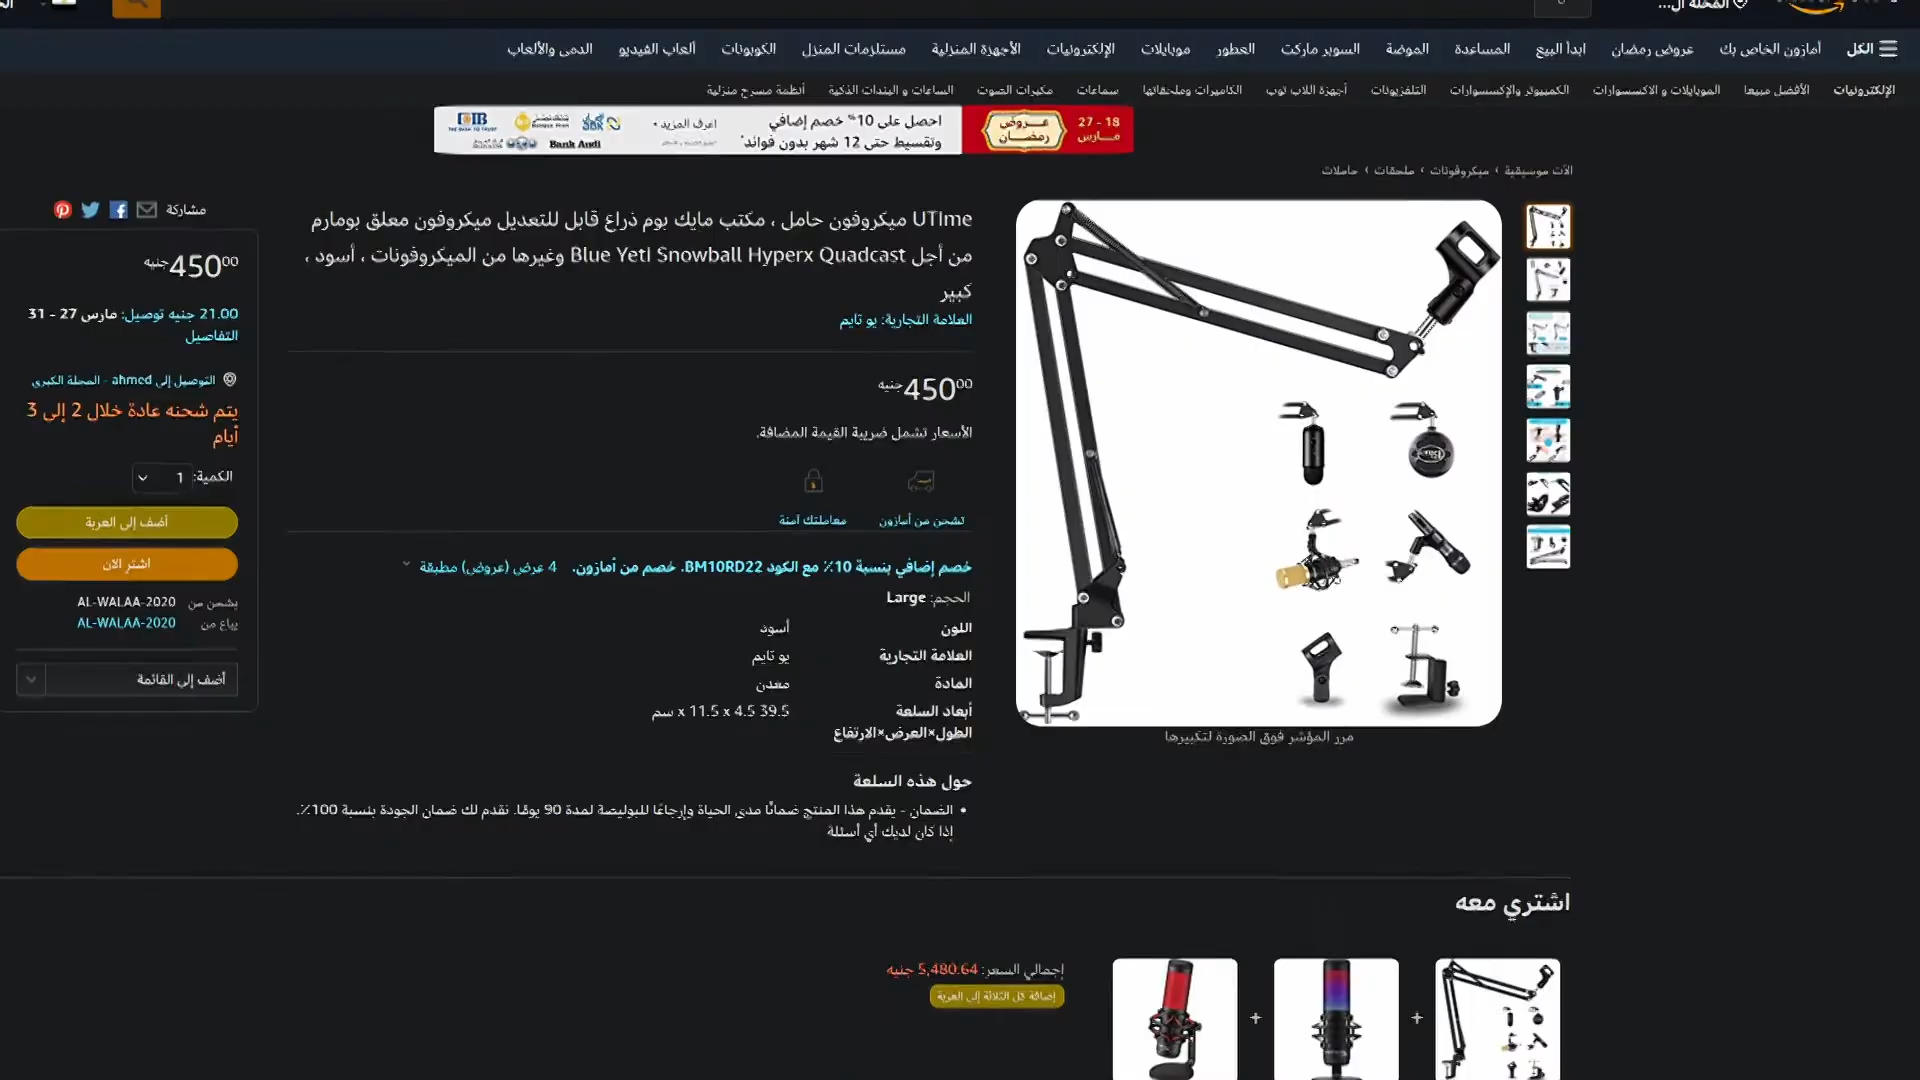 المحلة ال...
الكل
أمازون الخاص بك
عروض رمضان
ابدأ البيع
المساعدة
الموضة
السوبر ماركت
العطور
موبايلات
الإلكترونيات
الأجهزة المنزلية
مستلزمات المنزل
الكوبونات
ألعاب الفيديو
الدمى والألعاب
الإلكترونيات
الأفضل مبيعا
الموبايلات و الاكسسوارات
الكمبيوتر والإكسسوارات
التلفزيونات
أجهزة اللاب توب
الكاميرات وملحقاتها
سماعات
مكبرات الصوت
الساعات و اليندات الذكية
أنظمة مسرح منزلية
18 - 27 مارس
عروض رمضان
احصل على 10% خصم إضافي
وتقسيط حتى 12 شهر بدون فوائد*
اعرف المزيد
Bank Audi
الات موسيقية › ميكروفونات › ملحقات › حاملات
UTime ميكروفون حامل ، مكتب مايك بوم ذراع قابل للتعديل ميكروفون معلق بومارم
من أجل Blue Yeti Snowball Hyperx Quadcast وغيرها من الميكروفونات ، أسود ،
كبير
العلامة التجارية: يو تايم
450⁰⁰ جنيه
الأسعار تشمل ضريبة القيمة المضافة.
تشحن من أمازون
معاملتك آمنة
خصم إضافي بنسبة 10٪ مع الكود BM10RD22. خصم من أمازون. 4 عرض (عروض) مطبقة
الحجم: Large
اللون أسود
العلامة التجارية يو تايم
المادة معدن
أبعاد السلعة 39.5 x 11.5 x 4.5 سم
الطول×العرض×الارتفاع
حول هذه السلعة
• الضمان - يقدم هذا المنتج ضمانًا مدى الحياة وإرجاعًا للبوليصة لمدة 90 يومًا. نقدم لك ضمان الجودة بنسبة 100٪.
إذا كان لديك أي أسئلة
مرر المؤشر فوق الصورة لتكبيرها
مشاركة
450⁰⁰ جنيه
21.00 جنيه توصيل: مارس 27 - 31
التفاصيل
التوصيل إلى ahmed - المحلة الكبرى
يتم شحنه عادة خلال 2 إلى 3
أيام
الكمية: 1
أضف إلى العربة
اشتر الآن
يشحن من AL-WALAA-2020
يباع من AL-WALAA-2020
أضف إلى القائمة
اشتري معه
إجمالي السعر: 5,480.64 جنيه
إضافة كل الثلاثة إلى العربة